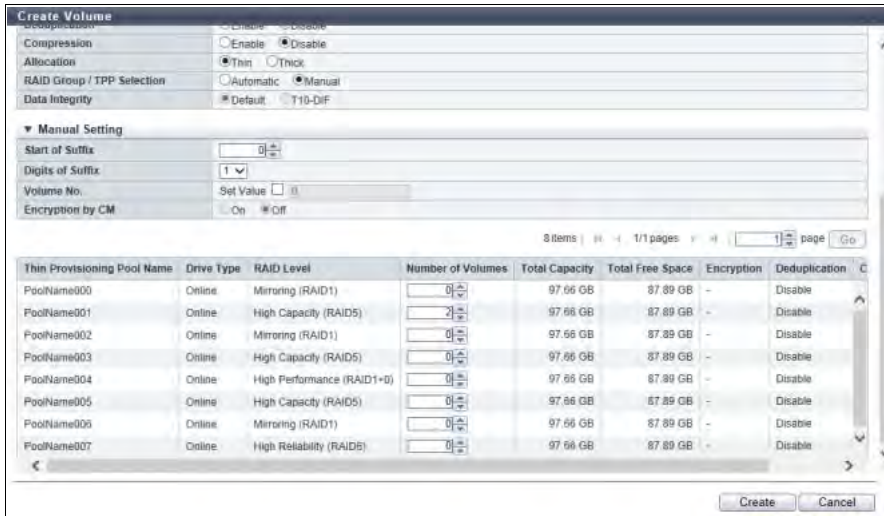 Create Volume
Deduplication Enable Disable
Compression Enable Disable
Allocation Thin Thick
RAID Group / TPP Selection Automatic Manual
Data Integrity Default T10-DIF
Manual Setting
Start of Suffix 0
Digits of Suffix 1
Volume No. Set Value 0
Encryption by CM On Off
8 items 1/1 pages 1 page Go
Thin Provisioning Pool Name Drive Type RAID Level Number of Volumes Total Capacity Total Free Space Encryption Deduplication C
PoolName000 Online Mirroring (RAID1) 0 97.66 GB 87.89 GB - Disable
PoolName001 Online High Capacity (RAID5) 2 97.66 GB 87.89 GB - Disable
PoolName002 Online Mirroring (RAID1) 0 97.66 GB 87.89 GB - Disable
PoolName003 Online High Capacity (RAID5) 0 97.66 GB 87.89 GB - Disable
PoolName004 Online High Performance (RAID1+0) 0 97.66 GB 87.89 GB - Disable
PoolName005 Online High Capacity (RAID5) 0 97.66 GB 87.89 GB - Disable
PoolName006 Online Mirroring (RAID1) 0 97.66 GB 87.89 GB - Disable
PoolName007 Online High Reliability (RAID6) 0 97.66 GB 87.89 GB - Disable
Create Cancel